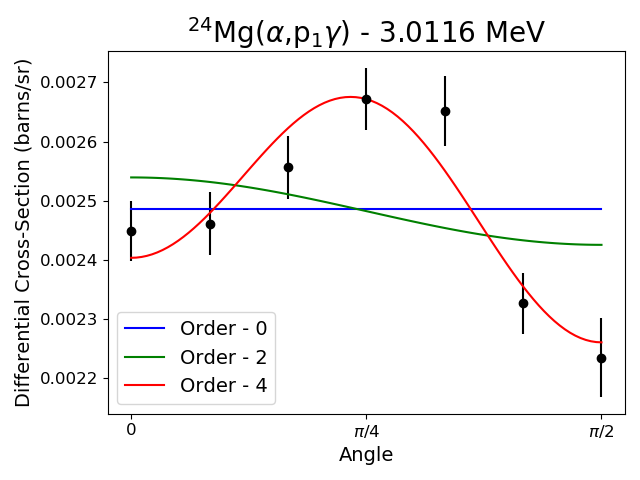 ²⁴Mg(α,p₁γ) - 3.0116 MeV
Differential Cross-Section (barns/sr)
0.0027
0.0026
0.0025
0.0024
0.0023
0.0022
Order - 0
Order - 2
Order - 4
0 π/4 π/2
Angle